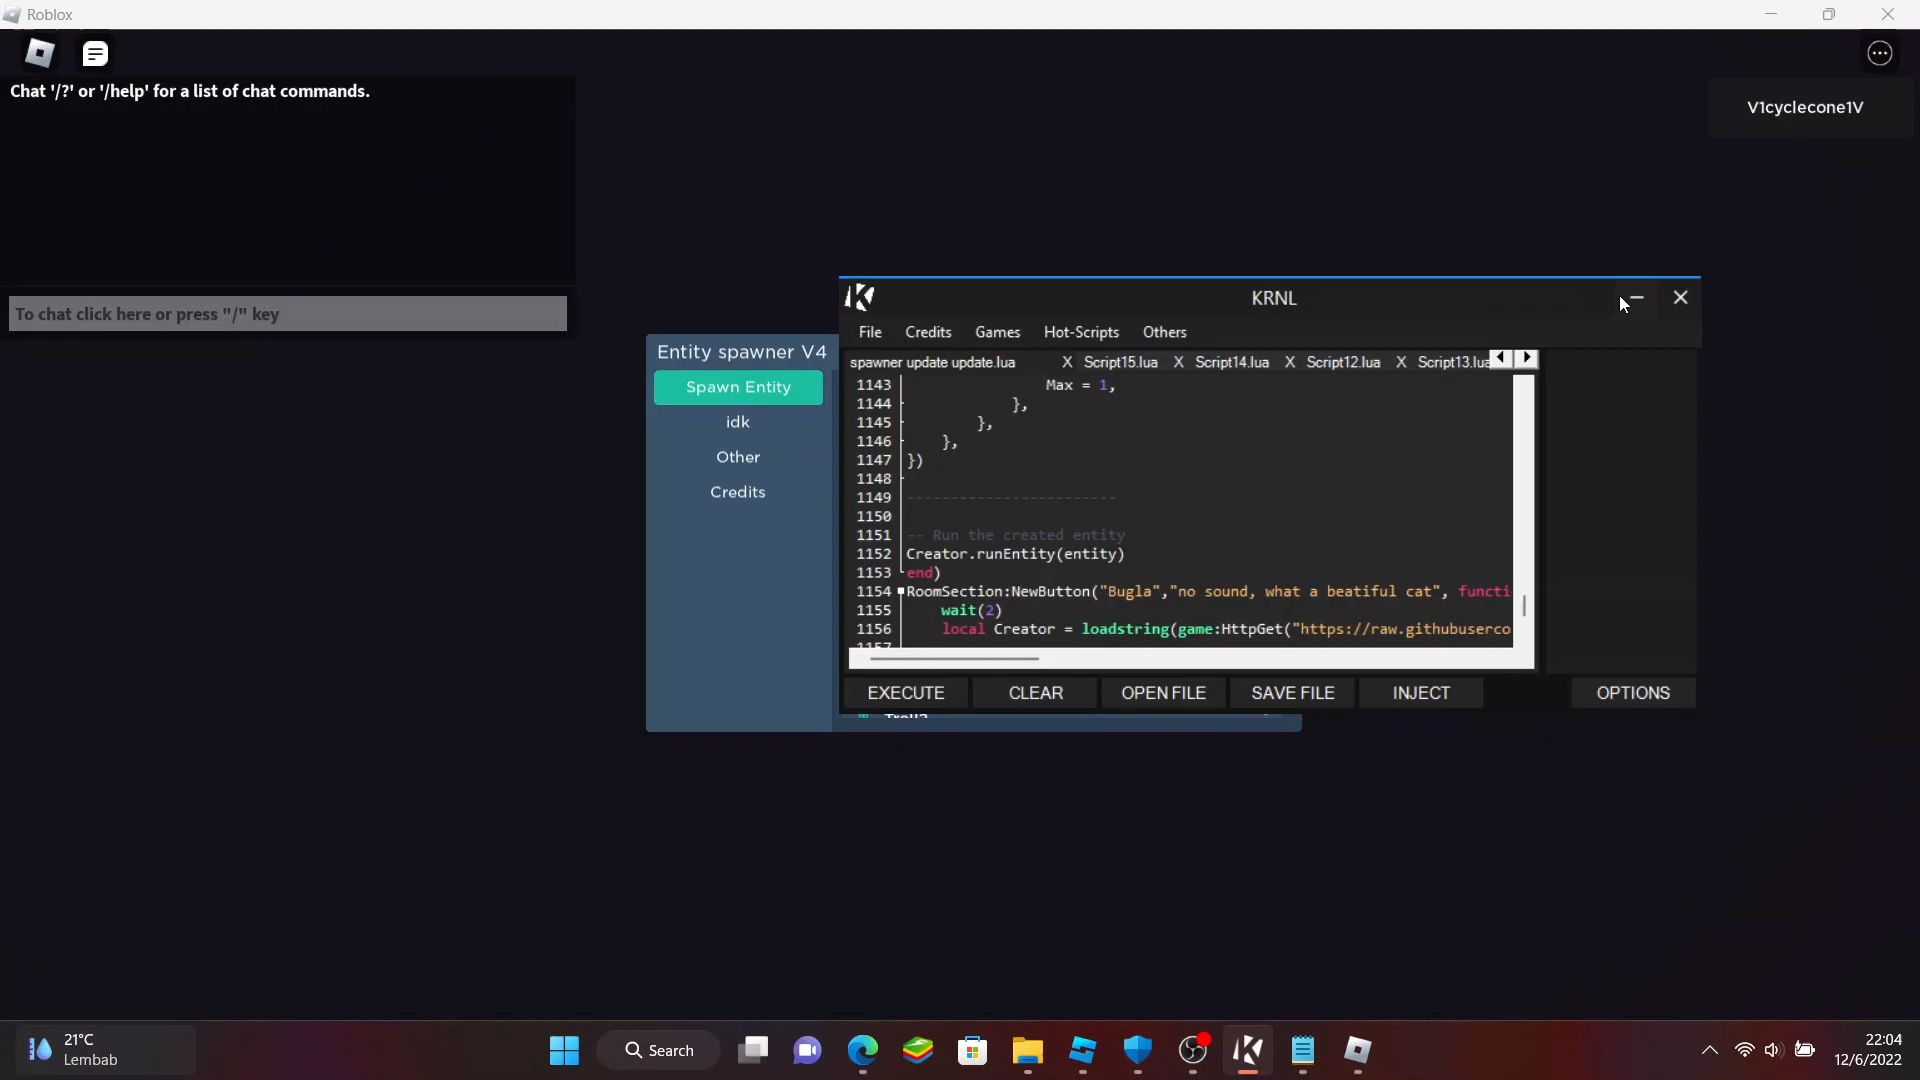 Roblox
Chat '/?' or '/help' for a list of chat commands.
V1cyclecone1V
To chat click here or press "/" key
KRNL
File Credits Games Hot-Scripts Others
Entity spawner V4
Spawn Entity
idk
Other
Credits
spawner update update.lua X Script15.lua X Script14.lua X Script12.lua X Script13.lua
1143 Max = 1,
1144 },
1145 },
1146 },
1147 })
1148
1149 ------------------------
1150
1151 -- Run the created entity
1152 Creator.runEntity(entity)
1153 end)
1154 RoomSection:NewButton("Bugla","no sound, what a beatiful cat", functi
1155 wait(2)
1156 local Creator = loadstring(game:HttpGet("https://raw.githubuserco
1157
EXECUTE CLEAR OPEN FILE SAVE FILE INJECT OPTIONS
21°C
Lembab
Search
22:04
12/6/2022